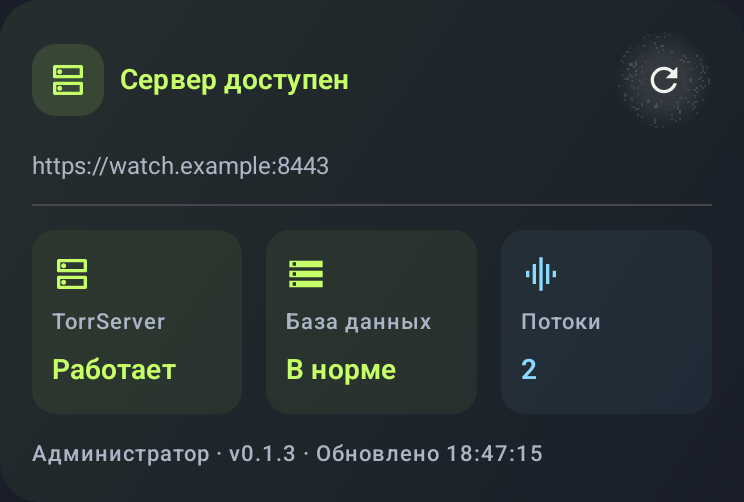 Сервер доступен
https://watch.example:8443
TorrServer
Работает
База данных
В норме
Потоки
2
Администратор · v0.1.3 · Обновлено 18:47:15